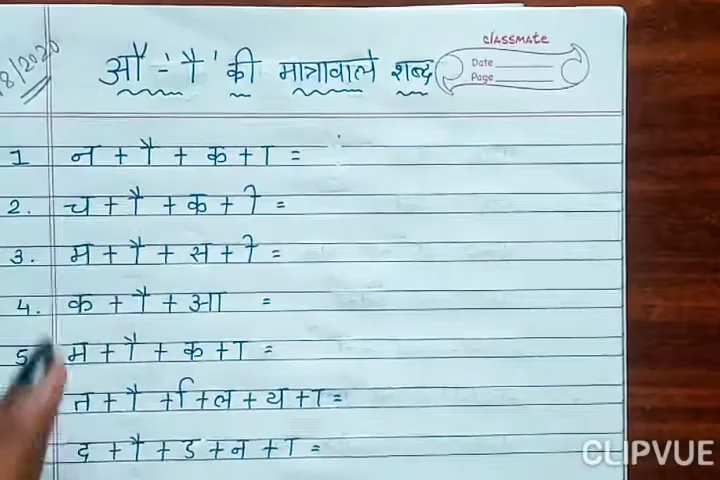 8/2020
classmate
औ - 'ौ' की मात्रावाले शब्द
Date
Page
1 न + ौ + क + ा =
2. च + ौ + क + ी =
3. म + ौ + स + ी =
4. क + ौ + आ =
5 म + ौ + क + ा =
त + ौ + ि + ल + य + ा =
द + ौ + ड + न + ा =
CLIPVUE